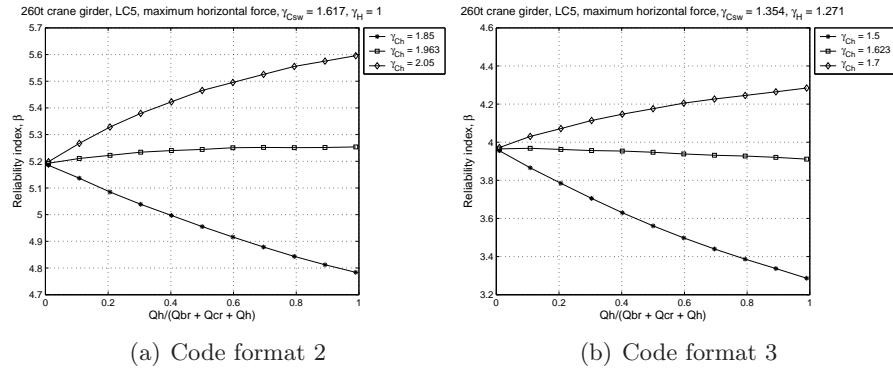 260t crane girder, LC5, maximum horizontal force, γCsw = 1.617, γH = 1
γCh = 1.85
γCh = 1.963
γCh = 2.05
5.7
5.6
5.5
5.4
5.3
5.2
5.1
5
4.9
4.8
4.7
Reliability index, β
0 0.2 0.4 0.6 0.8 1
Qh/(Qbr + Qcr + Qh)
(a) Code format 2
260t crane girder, LC5, maximum horizontal force, γCsw = 1.354, γH = 1.271
γCh = 1.5
γCh = 1.623
γCh = 1.7
4.8
4.6
4.4
4.2
4
3.8
3.6
3.4
3.2
Reliability index, β
0 0.2 0.4 0.6 0.8 1
Qh/(Qbr + Qcr + Qh)
(b) Code format 3